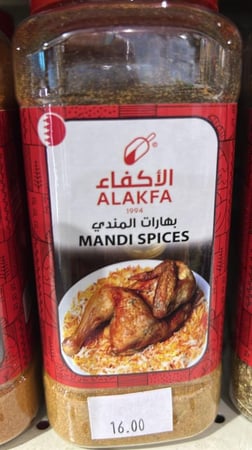 الأكفاء
ALAKFA
1994
بهارات المندي
MANDI SPICES
16.00